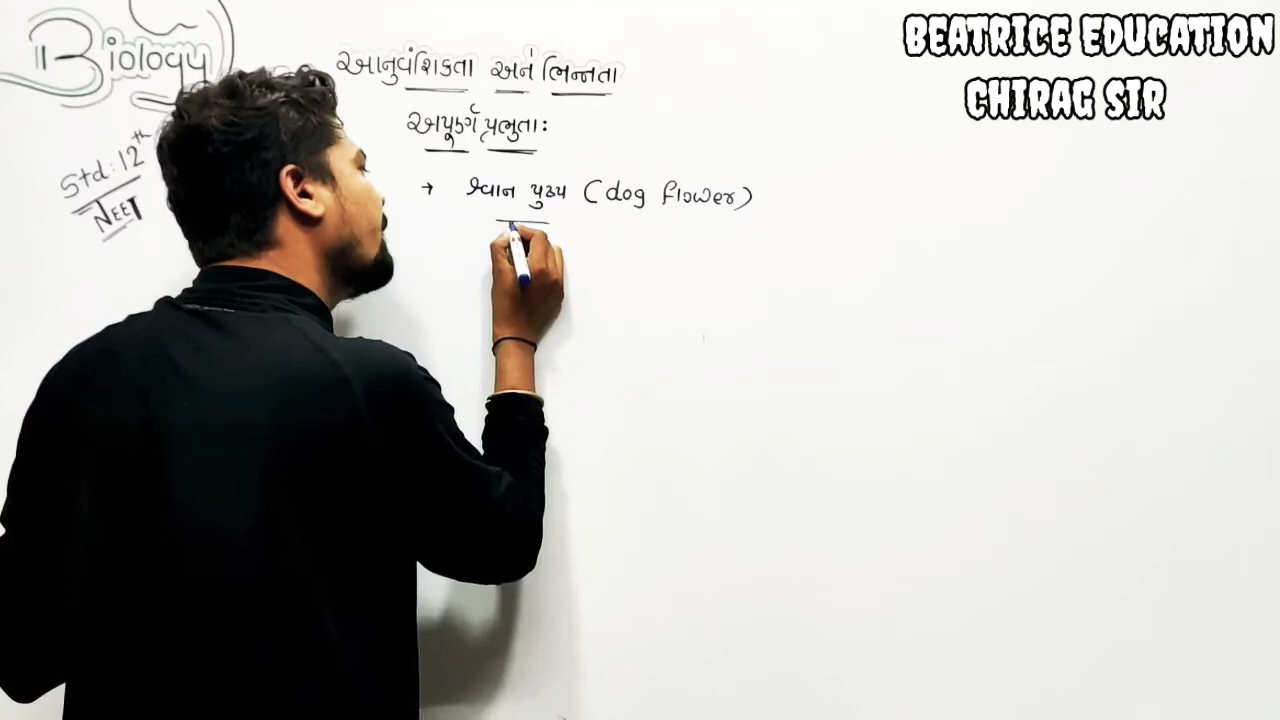 Biology
Std: 12th
NEET
આનુવંશિકતા અને ભિન્નતા
અપૂર્ણ પ્રભુતા:
→ શ્વાન પુષ્પ (dog flower)
BEATRICE EDUCATION
CHIRAG SIR